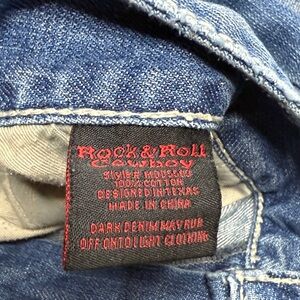 Rock & Roll
Cowboy
STYLE#
100% COTTON
DESIGNED IN TEXAS
MADE IN CHINA
DARK DENIM MAY RUB
OFF ONTO LIGHT CLOTHING